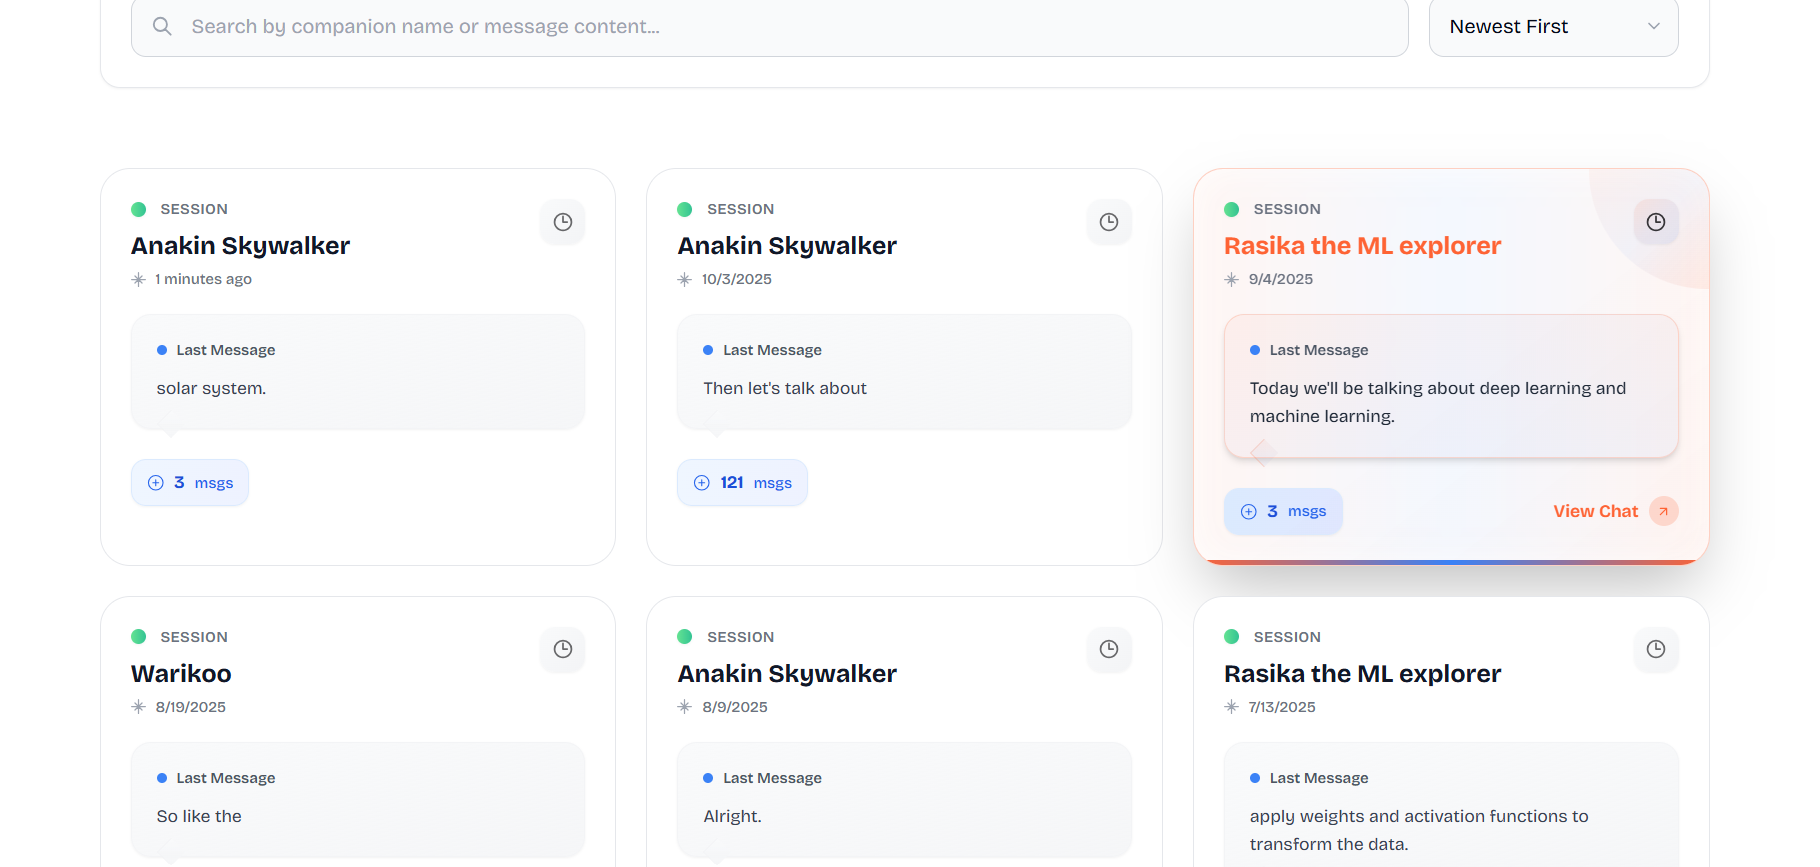 Search by companion name or message content...
Newest First
SESSION
Anakin Skywalker
1 minutes ago
Last Message
solar system.
3 msgs
SESSION
Anakin Skywalker
10/3/2025
Last Message
Then let's talk about
121 msgs
SESSION
Rasika the ML explorer
9/4/2025
Last Message
Today we'll be talking about deep learning and
machine learning.
3 msgs
View Chat
SESSION
Warikoo
8/19/2025
Last Message
So like the
SESSION
Anakin Skywalker
8/9/2025
Last Message
Alright.
SESSION
Rasika the ML explorer
7/13/2025
Last Message
apply weights and activation functions to
transform the data.